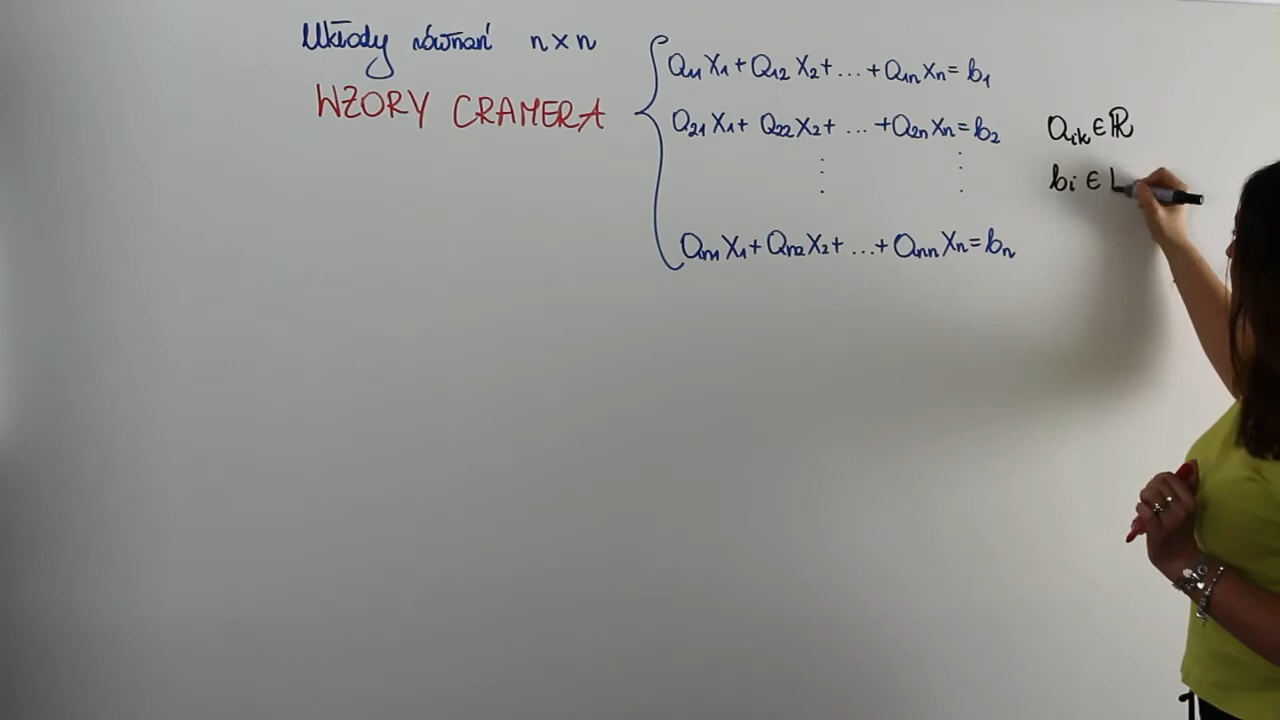 Układy równań n×n
WZORY CRAMERA
a₁₁x₁+a₁₂x₂+...+a₁ₙxₙ=b₁
a₂₁x₁+a₂₂x₂+...+a₂ₙxₙ=b₂
⋮ ⋮
aₙ₁x₁+aₙ₂x₂+...+aₙₙxₙ=bₙ
aᵢₖ∈ℝ
bᵢ∈